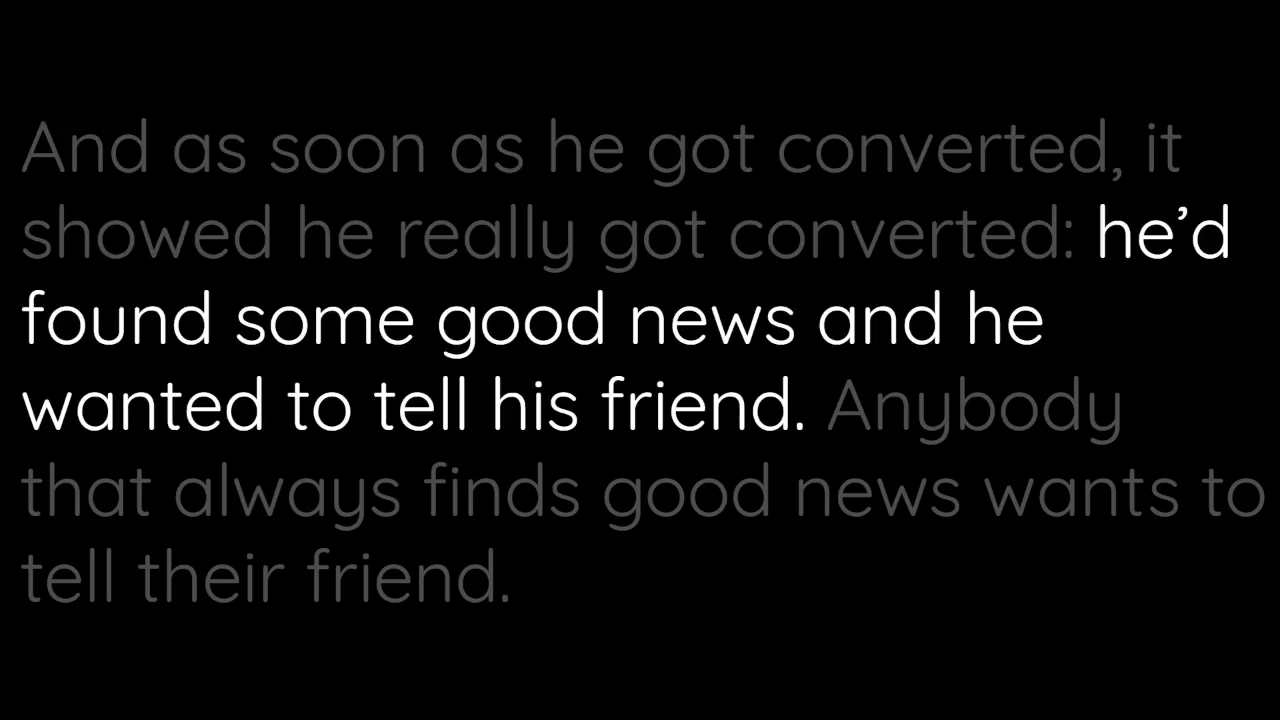 And as soon as he got converted, it
showed he really got converted: he’d
found some good news and he
wanted to tell his friend. Anybody
that always finds good news wants to
tell their friend.